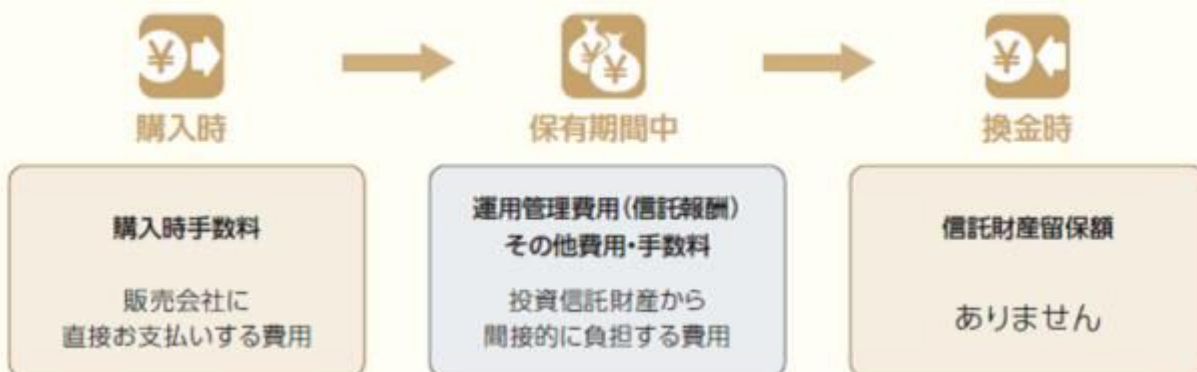 ¥
¥
¥
¥
購入時
保有期間中
換金時
購入時手数料
販売会社に
直接お支払いする費用
運用管理費用(信託報酬)
その他費用・手数料
投資信託財産から
間接的に負担する費用
信託財産留保額
ありません